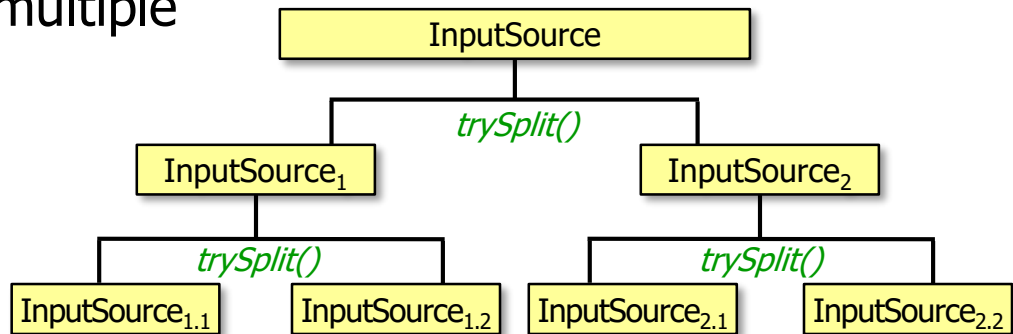 multiple
InputSource
trySplit()
InputSource₁ InputSource₂
trySplit() trySplit()
InputSource₁.₁ InputSource₁.₂ InputSource₂.₁ InputSource₂.₂